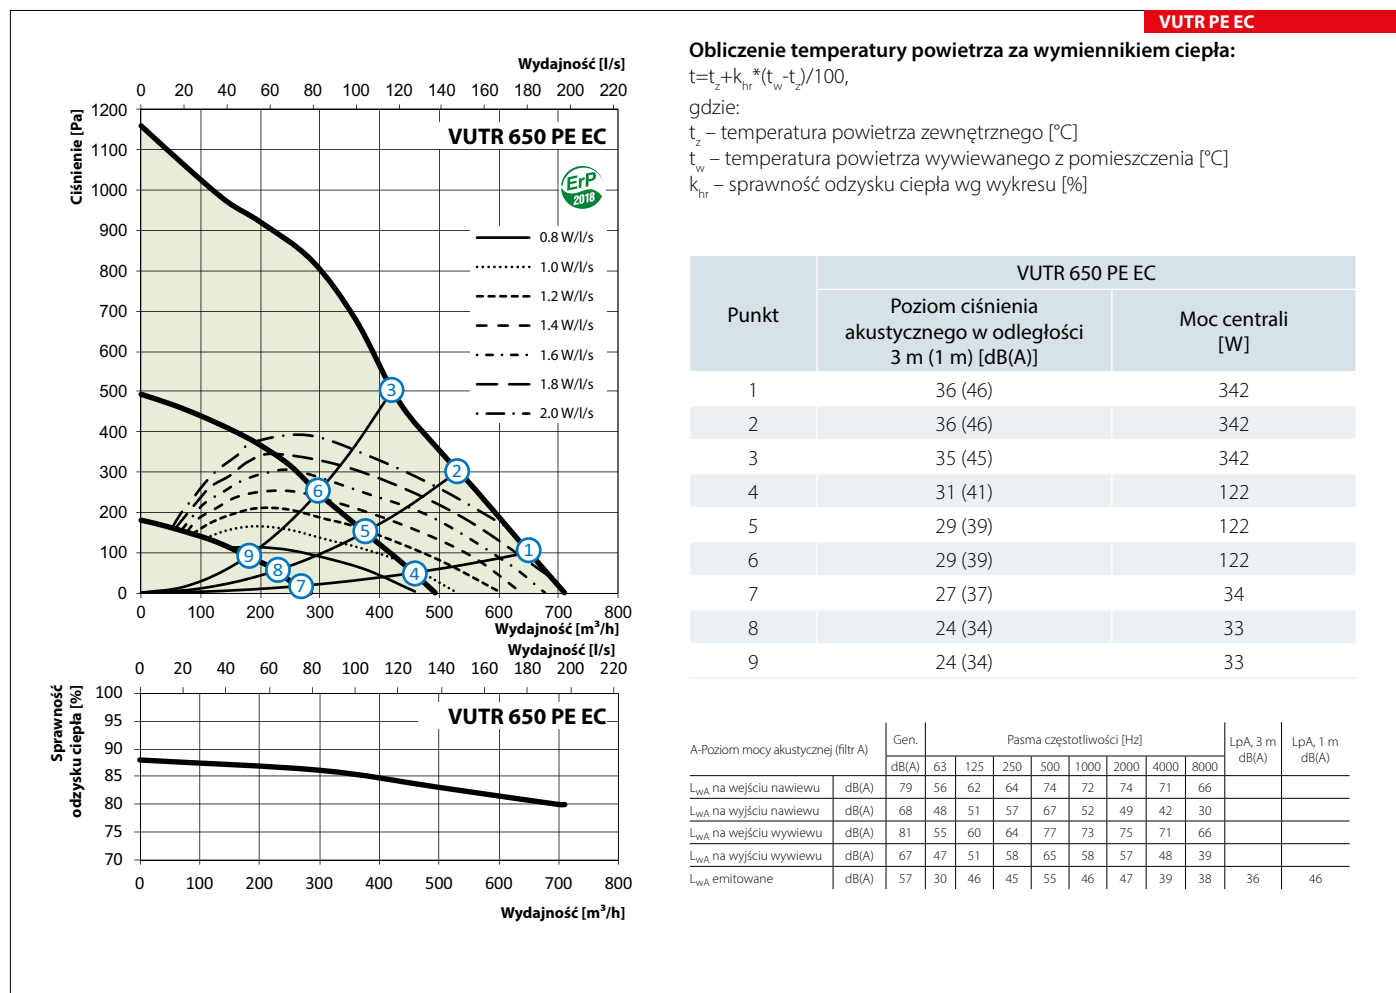 VUTR PE EC
Wydajność [l/s]
0 20 40 60 80 100 120 140 160 180 200 220
Ciśnienie [Pa]
1200
1100
1000
900
800
700
600
500
400
300
200
100
0
VUTR 650 PE EC
ErP
2018
0.8 W/l/s
1.0 W/l/s
1.2 W/l/s
1.4 W/l/s
1.6 W/l/s
1.8 W/l/s
2.0 W/l/s
3
2
6
5
1
9
8
7
4
0 100 200 300 400 500 600 700 800
Wydajność [m³/h]
Wydajność [l/s]
0 20 40 60 80 100 120 140 160 180 200 220
Sprawność
odzysku ciepła [%]
100
95
90
85
80
75
70
VUTR 650 PE EC
0 100 200 300 400 500 600 700 800
Wydajność [m³/h]
Obliczenie temperatury powietrza za wymiennikiem ciepła:
t=tz+khr*(tw-tz)/100,
gdzie:
tz – temperatura powietrza zewnętrznego [°C]
tw – temperatura powietrza wywiewanego z pomieszczenia [°C]
khr – sprawność odzysku ciepła wg wykresu [%]
VUTR 650 PE EC
Punkt
Poziom ciśnienia
akustycznego w odległości
3 m (1 m) [dB(A)]
Moc centrali
[W]
1 36 (46) 342
2 36 (46) 342
3 35 (45) 342
4 31 (41) 122
5 29 (39) 122
6 29 (39) 122
7 27 (37) 34
8 24 (34) 33
9 24 (34) 33
A-Poziom mocy akustycznej (filtr A)
Gen. Pasma częstotliwości [Hz]
LpA, 3 m
dB(A)
LpA, 1 m
dB(A)
dB(A) 63 125 250 500 1000 2000 4000 8000
LwA na wejściu nawiewu dB(A) 79 56 62 64 74 72 74 71 66
LwA na wyjściu nawiewu dB(A) 68 48 51 57 67 52 49 42 30
LwA na wejściu wywiewu dB(A) 81 55 60 64 77 73 75 71 66
LwA na wyjściu wywiewu dB(A) 67 47 51 58 65 58 57 48 39
LwA emitowane dB(A) 57 30 46 45 55 46 47 39 38 36 46